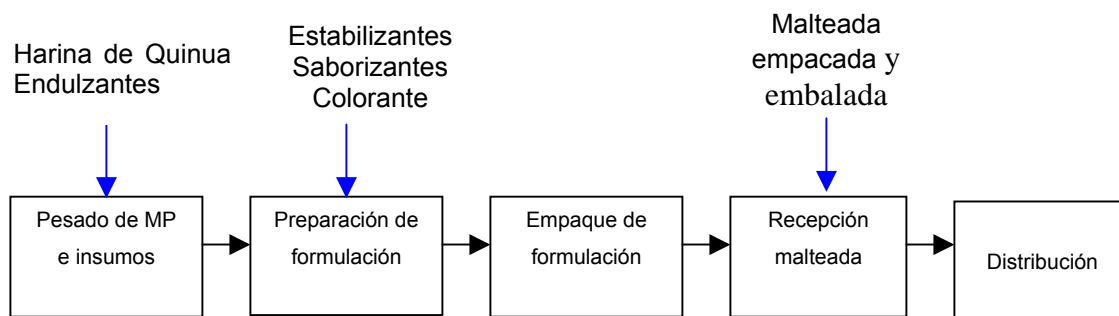 Harina de Quinua
Endulzantes
Estabilizantes
Saborizantes
Colorante
Malteada
empacada y
embalada
Pesado de MP
e insumos
Preparación de
formulación
Empaque de
formulación
Recepción
malteada
Distribución